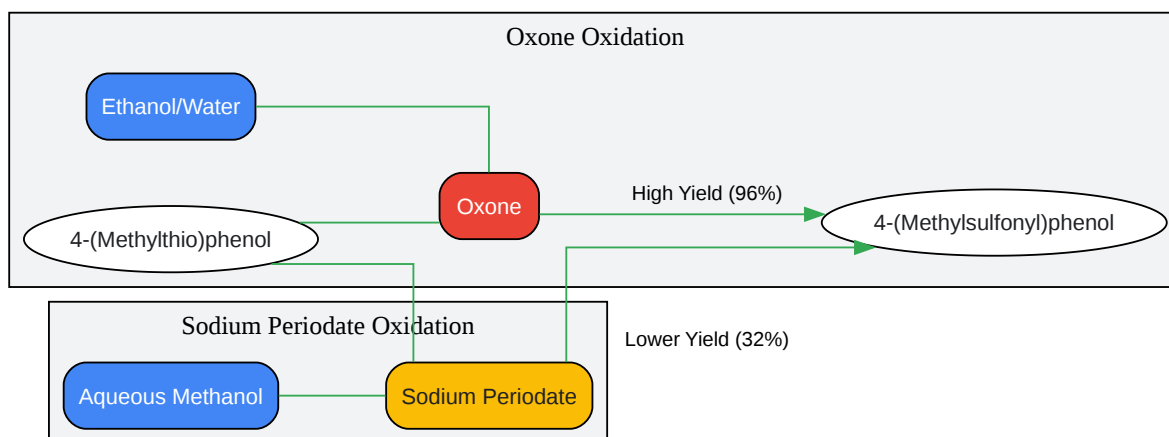 Oxone Oxidation
Ethanol/Water
Oxone
High Yield (96%)
4-(Methylthio)phenol
4-(Methylsulfonyl)phenol
Sodium Periodate Oxidation
Lower Yield (32%)
Aqueous Methanol
Sodium Periodate